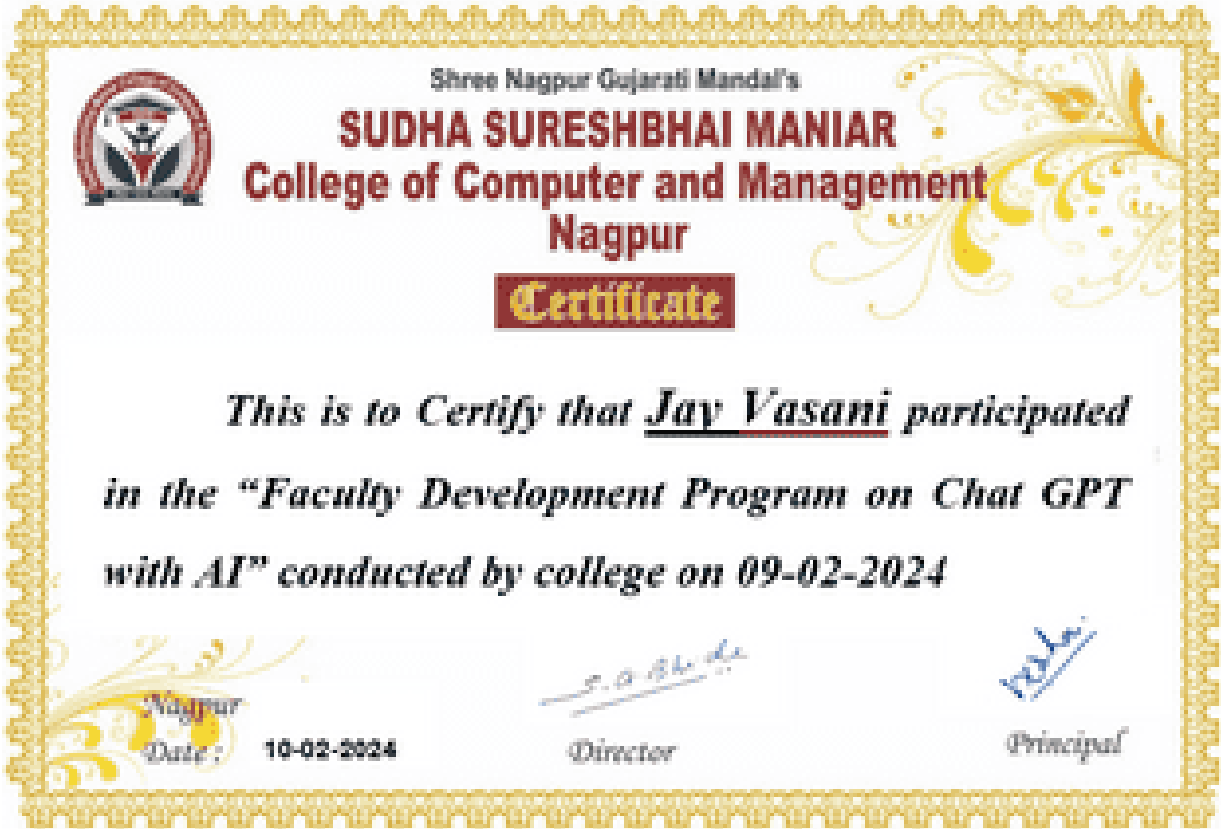 Shree Nagpur Gujarati Mandal's
SUDHA SURESHBHAI MANIAR
College of Computer and Management
Nagpur
Certificate
This is to Certify that Jay Vasani participated
in the “Faculty Development Program on Chat GPT
with AI” conducted by college on 09-02-2024
Nagpur
Date : 10-02-2024
Director
Principal